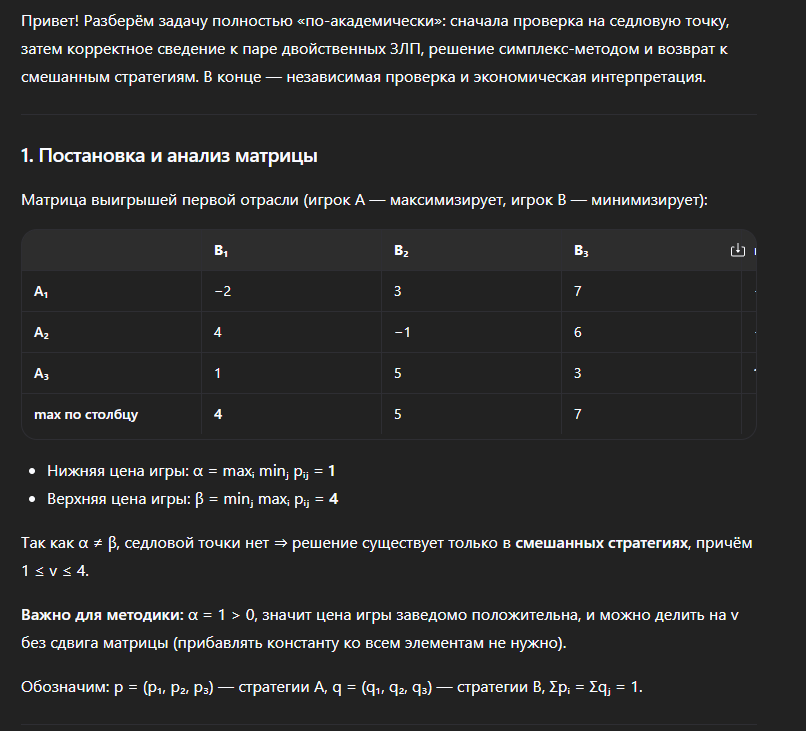 Привет! Разберём задачу полностью «по-академически»: сначала проверка на седловую точку,
затем корректное сведение к паре двойственных ЗЛП, решение симплекс-методом и возврат к
смешанным стратегиям. В конце — независимая проверка и экономическая интерпретация.
1. Постановка и анализ матрицы
Матрица выигрышей первой отрасли (игрок A — максимизирует, игрок B — минимизирует):
B₁ B₂ B₃
A₁ −2 3 7
A₂ 4 −1 6
A₃ 1 5 3
max по столбцу 4 5 7
• Нижняя цена игры: α = maxᵢ minⱼ pᵢⱼ = 1
• Верхняя цена игры: β = minⱼ maxᵢ pᵢⱼ = 4
Так как α ≠ β, седловой точки нет ⇒ решение существует только в смешанных стратегиях, причём
1 ≤ v ≤ 4.
Важно для методики: α = 1 > 0, значит цена игры заведомо положительна, и можно делить на v
без сдвига матрицы (прибавлять константу ко всем элементам не нужно).
Обозначим: p = (p₁, p₂, p₃) — стратегии A, q = (q₁, q₂, q₃) — стратегии B, Σpᵢ = Σqⱼ = 1.